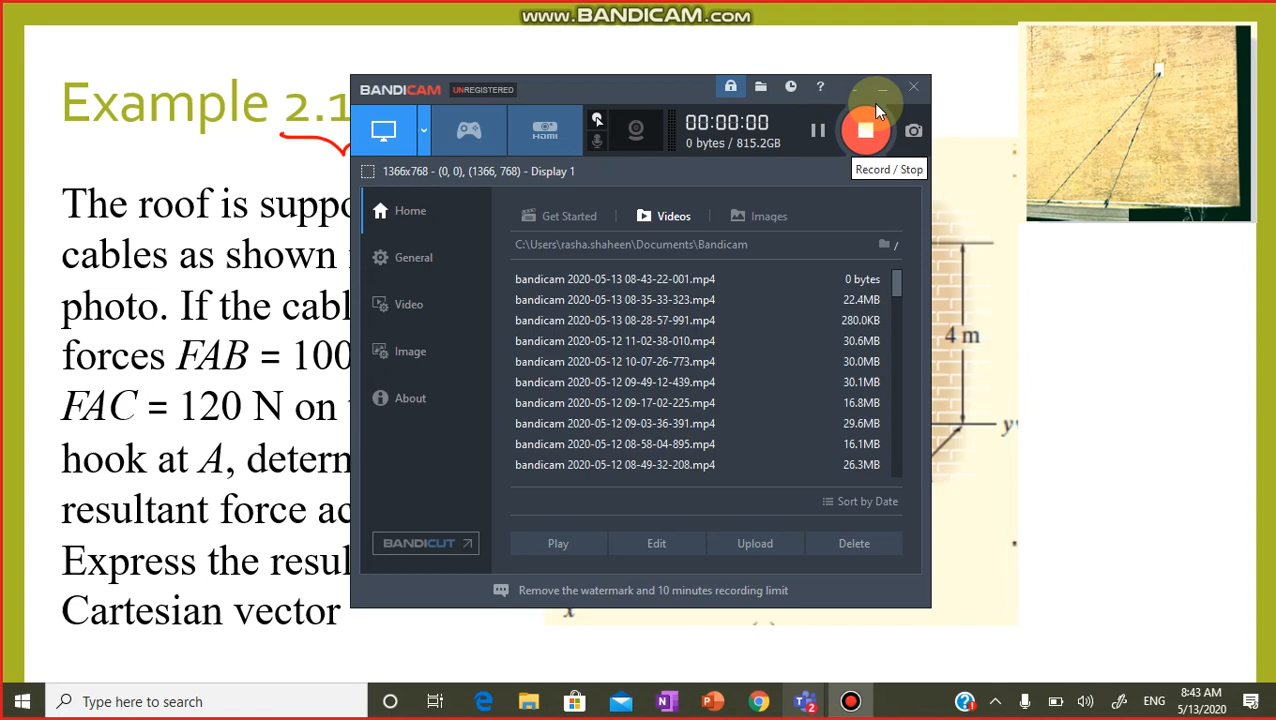 www.BANDICAM.com
Example 2.1
The roof is suppo
cables as shown
photo. If the cabl
forces FAB = 100
FAC = 120 N on
hook at A, determ
resultant force ac
Express the resul
Cartesian vector
BANDICAM UNREGISTERED
?
HDMI
00:00:00
0 bytes / 815.2GB
Record / Stop
1366x768 - (0, 0), (1366, 768) - Display 1
Home
General
Video
Image
About
BANDICUT
Get Started Videos Images
C:\Users\rasha.shaheen\Documents\Bandicam /
bandicam 2020-05-13 08-43-22-001.mp4 0 bytes
bandicam 2020-05-13 08-35-33-323.mp4 22.4MB
bandicam 2020-05-13 08-28-57-991.mp4 280.0KB
bandicam 2020-05-12 11-02-38-010.mp4 30.6MB
bandicam 2020-05-12 10-07-26-773.mp4 30.0MB
bandicam 2020-05-12 09-49-12-439.mp4 30.1MB
bandicam 2020-05-12 09-17-02-225.mp4 16.8MB
bandicam 2020-05-12 09-03-36-391.mp4 29.6MB
bandicam 2020-05-12 08-58-04-895.mp4 16.1MB
bandicam 2020-05-12 08-49-32-208.mp4 26.3MB
Sort by Date
Play Edit Upload Delete
Remove the watermark and 10 minutes recording limit
4 m
y
x
Type here to search
ENG
8:43 AM
5/13/2020